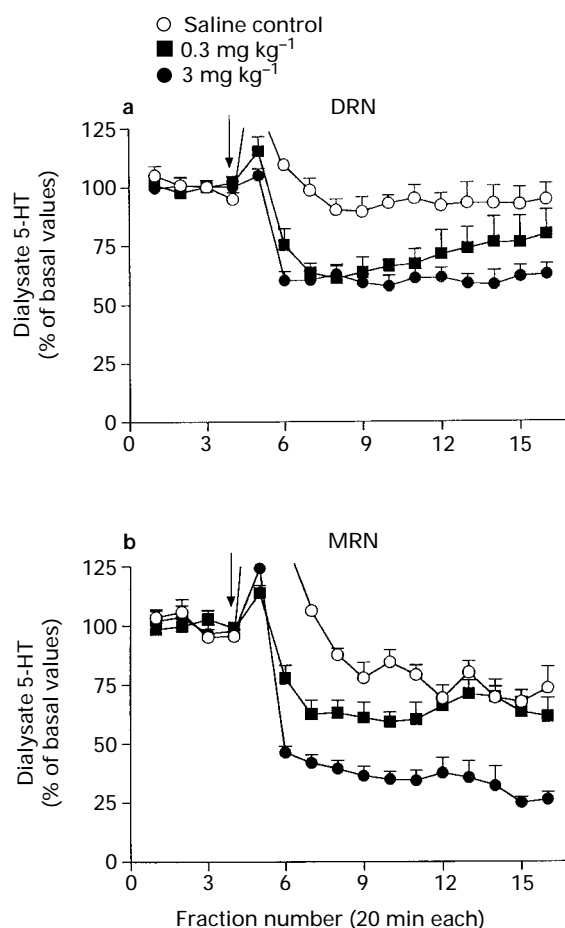 Saline control
0.3 mg kg⁻¹
3 mg kg⁻¹
a
DRN
125
100
75
50
25
0
0 3 6 9 12 15
Dialysate 5-HT
(% of basal values)
b
MRN
125
100
75
50
25
0
0 3 6 9 12 15
Dialysate 5-HT
(% of basal values)
Fraction number (20 min each)